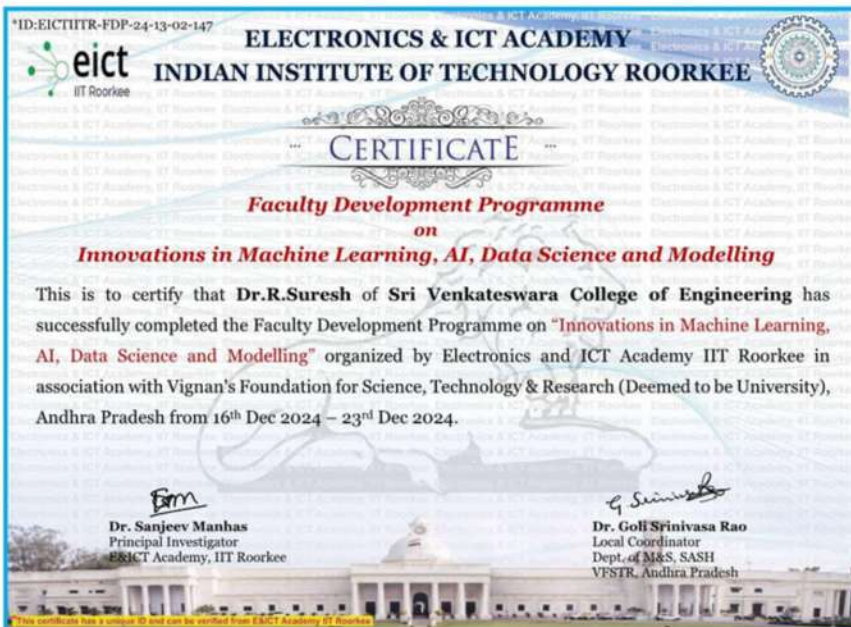 *ID:EICTIITR-FDP-24-13-02-147
ELECTRONICS & ICT ACADEMY
eict
IIT Roorkee
INDIAN INSTITUTE OF TECHNOLOGY ROORKEE
CERTIFICATE
Faculty Development Programme
on
Innovations in Machine Learning, AI, Data Science and Modelling
This is to certify that Dr.R.Suresh of Sri Venkateswara College of Engineering has
successfully completed the Faculty Development Programme on “Innovations in Machine Learning,
AI, Data Science and Modelling” organized by Electronics and ICT Academy IIT Roorkee in
association with Vignan’s Foundation for Science, Technology & Research (Deemed to be University),
Andhra Pradesh from 16th Dec 2024 – 23rd Dec 2024.
G Srinivasa Rao
Dr. Sanjeev Manhas
Principal Investigator
E&ICT Academy, IIT Roorkee
Dr. Goli Srinivasa Rao
Local Coordinator
Dept. of M&S, SASH
VFSTR, Andhra Pradesh
*This certificate has a unique ID and can be verified from E&ICT Academy IIT Roorkee